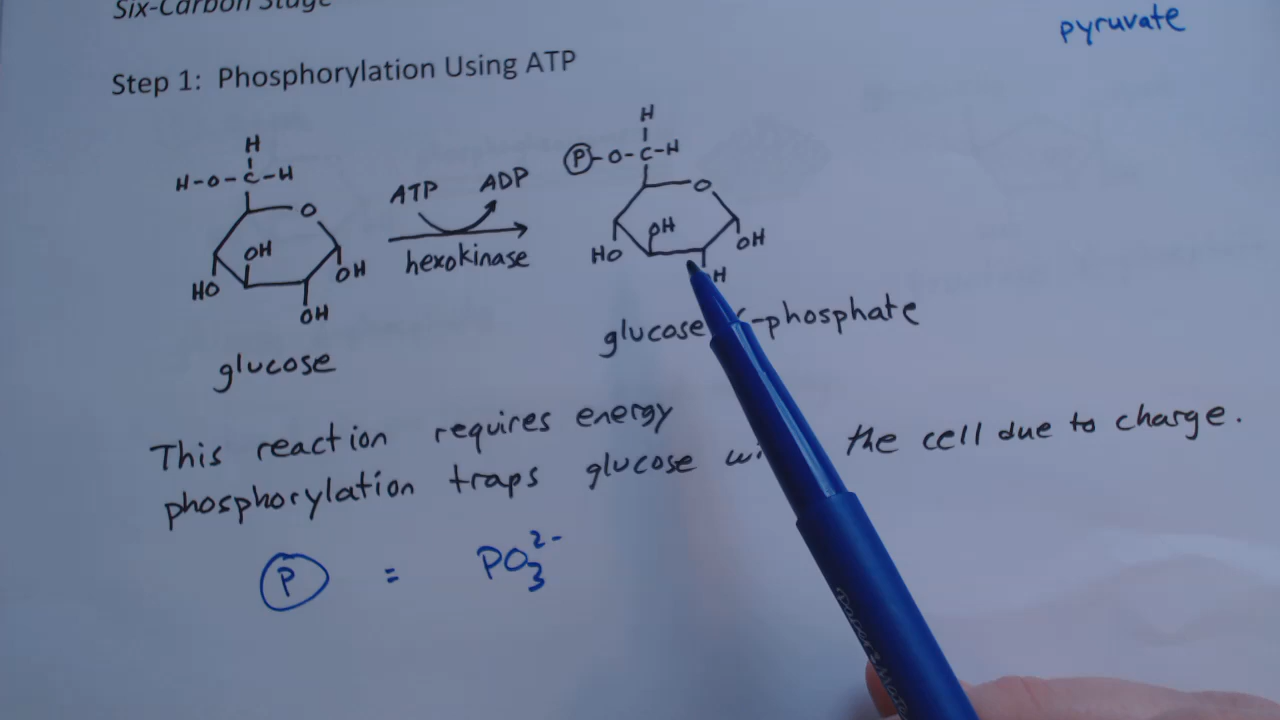 Six-Carbon Stage
pyruvate
Step 1: Phosphorylation Using ATP
H
H-O-C-H
O
OH
HO
OH
OH
glucose
ATP ADP
hexokinase
H
P-O-C-H
O
OH
HO
OH
H
glucose -phosphate
This reaction requires energy
phosphorylation traps glucose the cell due to charge.
P = PO3 2-